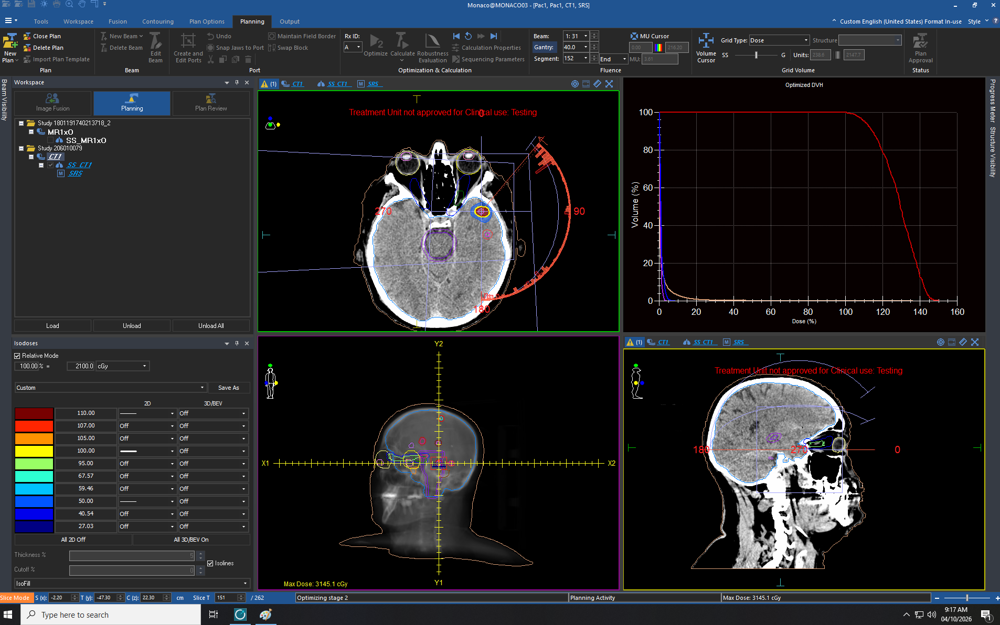 Monaco@MONACO03 - [Pac1, Pac1, CT1, SRS]
Tools Workspace Fusion Contouring Plan Options Planning Output
Custom English (United States) Format In-use Style
New Plan
Close Plan
Delete Plan
Import Plan Template
Plan
New Beam
Delete Beam
Edit Beam
Beam
Create and Edit Ports
Undo
Snap Jaws to Port
Maintain Field Border
Swap Block
Port
Rx ID:
A
Optimize
Calculate
Robustness Evaluation
Calculation Properties
Sequencing Parameters
Optimization & Calculation
Beam: 1: 31
Gantry: 40.0
Segment: 152 End MU: 3.61
MU Cursor
0.00 216.20
Fluence
Volume Cursor
Grid Type: Dose Structure
SS G Units: 238.6 2147.7
Grid Volume
Plan Approval
Status
Beam Visibility
Workspace
Image Fusion Planning Plan Review
Study 1801191740213718_2
MR1xO
SS_MR1xO
Study 206010079
CT1
SS_CT1
M SRS
Load Unload Unload All
Isodoses
Relative Mode
100.00 % = 2100.0 cGy
Custom Save As
2D 3D/BEV
110.00 Off
107.00 Off Off
105.00 Off Off
100.00 Off
95.00 Off Off
67.57 Off Off
59.46 Off Off
50.00 Off
40.54 Off Off
27.03 Off Off
All 2D Off All 3D/BEV On
Thickness % 5
Cutoff % 0
Isolines
IsoFill
(1) CT1 SS_CT1 M SRS
Treatment Unit not approved for Clinical use: Testing
0
270
90
180
Optimized DVH
Volume (%)
100
80
60
40
20
0
0 20 40 60 80 100 120 140 160
Dose (%)
Progress Meter Structure Visibility
Y2
X1 X2
Y1
Max Dose: 3145.1 cGy
(1) CT1 SS_CT1 M SRS
Treatment Unit not approved for Clinical use: Testing
180 270 0
Slice Mode S (x): -2.20 T (y): -47.30 C (z): 22.30 cm Slice T 151 / 262 Optimizing stage 2 Planning Activity Max Dose: 3145.1 cGy
Type here to search
9:17 AM
04/10/2026
1